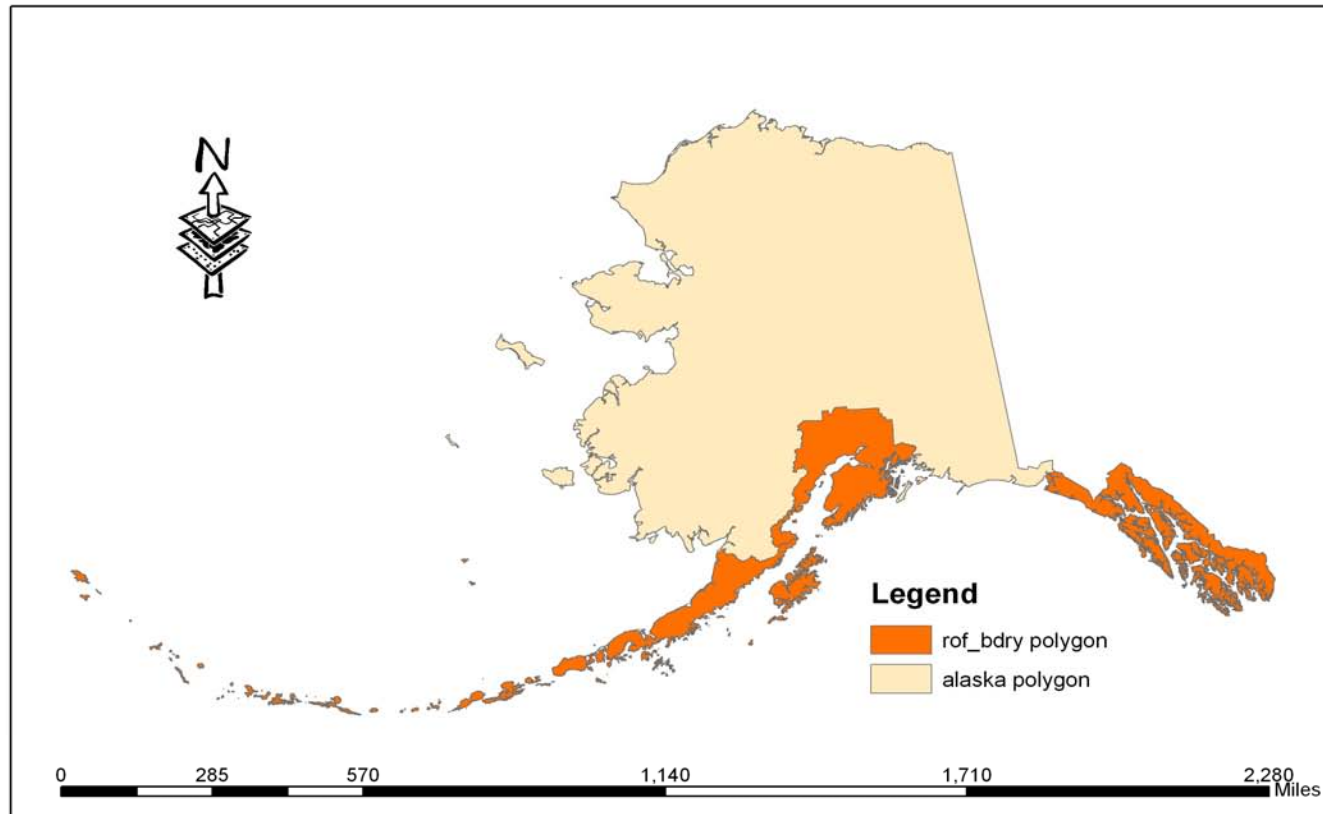 N
Legend
rof_bdry polygon
alaska polygon
0 285 570 1,140 1,710 2,280
Miles